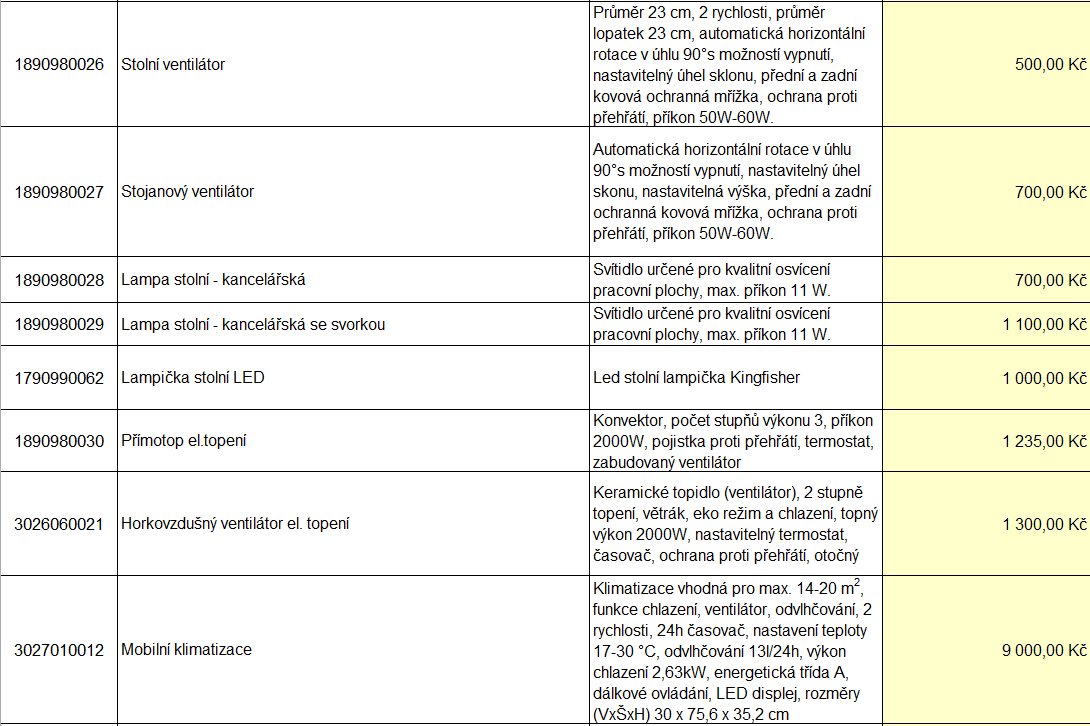 Průměr 23 cm, 2 rychlosti, průměr
lopatek 23 cm, automatická horizontální
rotace v úhlu 90°s možností vypnutí,
1890980026 Stolní ventilátor 500,00 Kč
nastavitelný úhel sklonu, přední a zadní
kovová ochranná mřížka, ochrana proti
přehřátí, příkon 50W-60W.
Automatická horizontální rotace v úhlu
90°s možností vypnutí, nastavitelný úhel
1890980027 Stojanový ventilátor skonu, nastavitelná výška, přední a zadní 700,00 Kč
ochranná kovová mřížka, ochrana proti
přehřátí, příkon 50W-60W.
1890980028 Lampa stolní - kancelářská Svítidlo určené pro kvalitní osvícení 700,00 Kč
pracovní plochy, max. příkon 11 W.
1890980029 Lampa stolní - kancelářská se svorkou Svítidlo určené pro kvalitní osvícení 1 100,00 Kč
pracovní plochy, max. příkon 11 W.
1790990062 Lampička stolní LED Led stolní lampička Kingfisher 1 000,00 Kč
Konvektor, počet stupňů výkonu 3, příkon
1890980030 Přímotop el.topení 2000W, pojistka proti přehřátí, termostat, 1 235,00 Kč
zabudovaný ventilátor
Keramické topidlo (ventilátor), 2 stupně
topení, větrák, eko režim a chlazení, topný
3026060021 Horkovzdušný ventilátor el. topení výkon 2000W, nastavitelný termostat, 1 300,00 Kč
časovač, ochrana proti přehřátí, otočný
Klimatizace vhodná pro max. 14-20 m²,
funkce chlazení, ventilátor, odvlhčování, 2
rychlosti, 24h časovač, nastavení teploty
3027010012 Mobilní klimatizace 17-30 °C, odvlhčování 13l/24h, výkon 9 000,00 Kč
chlazení 2,63kW, energetická třída A,
dálkové ovládání, LED displej, rozměry
(VxŠxH) 30 x 75,6 x 35,2 cm